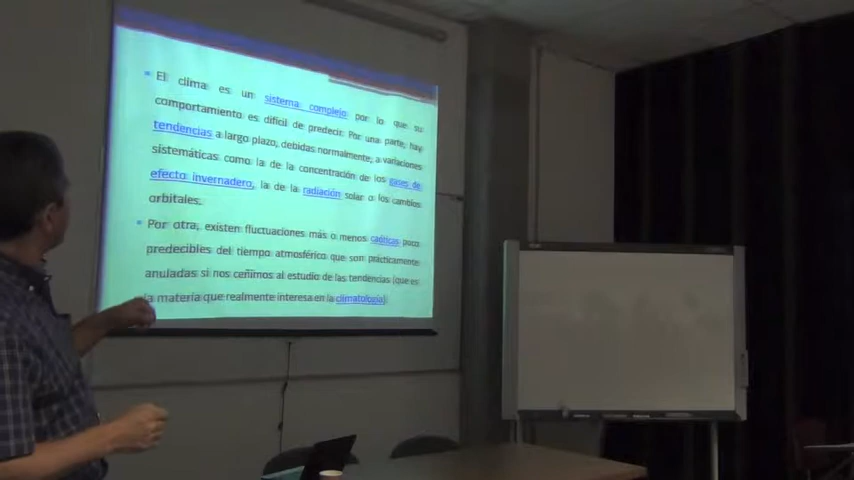 El clima es un sistema complejo por lo que su
comportamiento es difícil de predecir. Por una parte, hay
tendencias a largo plazo, debidas normalmente, a variaciones
sistemáticas como la de la concentración de los gases de
efecto invernadero, la de la radiación solar o los cambios
orbitales.
Por otra, existen fluctuaciones más o menos caóticas poco
predecibles del tiempo atmosférico que son prácticamente
anuladas si nos ceñimos al estudio de las tendencias (que es
la materia que realmente interesa en la climatología).